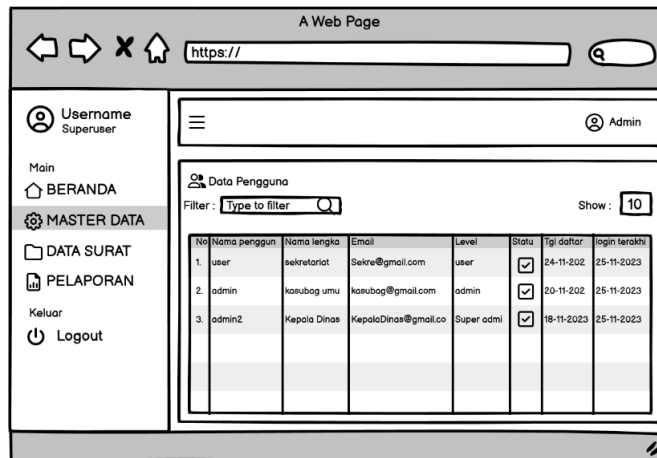 A Web Page
https://
Username
Superuser
Admin
Main
BERANDA
MASTER DATA
DATA SURAT
PELAPORAN
Keluar
Logout
Data Pengguna
Filter : Type to filter Show : 10
No Nama penggun Nama lengka Email Level Statu Tgl daftar login terakhi
1. user sekretariat Sekre@gmail.com user 24-11-202 25-11-2023
2. admin kasubag umu kasubag@gmail.com admin 20-11-202 25-11-2023
3. admin2 Kepala Dinas KepalaDinas@gmail.co Super admi 18-11-2023 25-11-2023